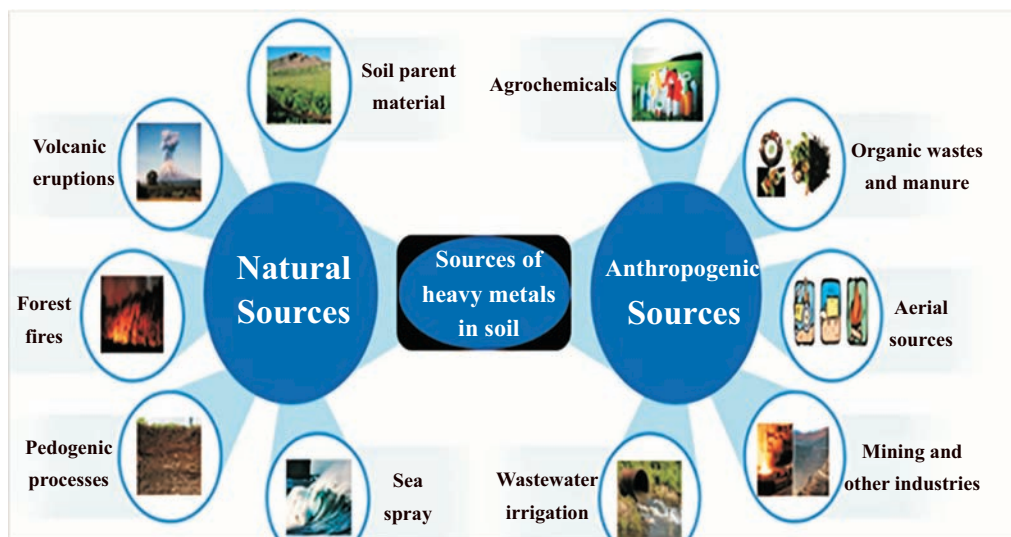 Soil parent
material
Agrochemicals
Volcanic
eruptions
Organic wastes
and manure
Natural
Sources
Sources of
heavy metals
in soil
Anthropogenic
Sources
Forest
fires
Aerial
sources
Pedogenic
processes
Sea
spray
Wastewater
irrigation
Mining and
other industries